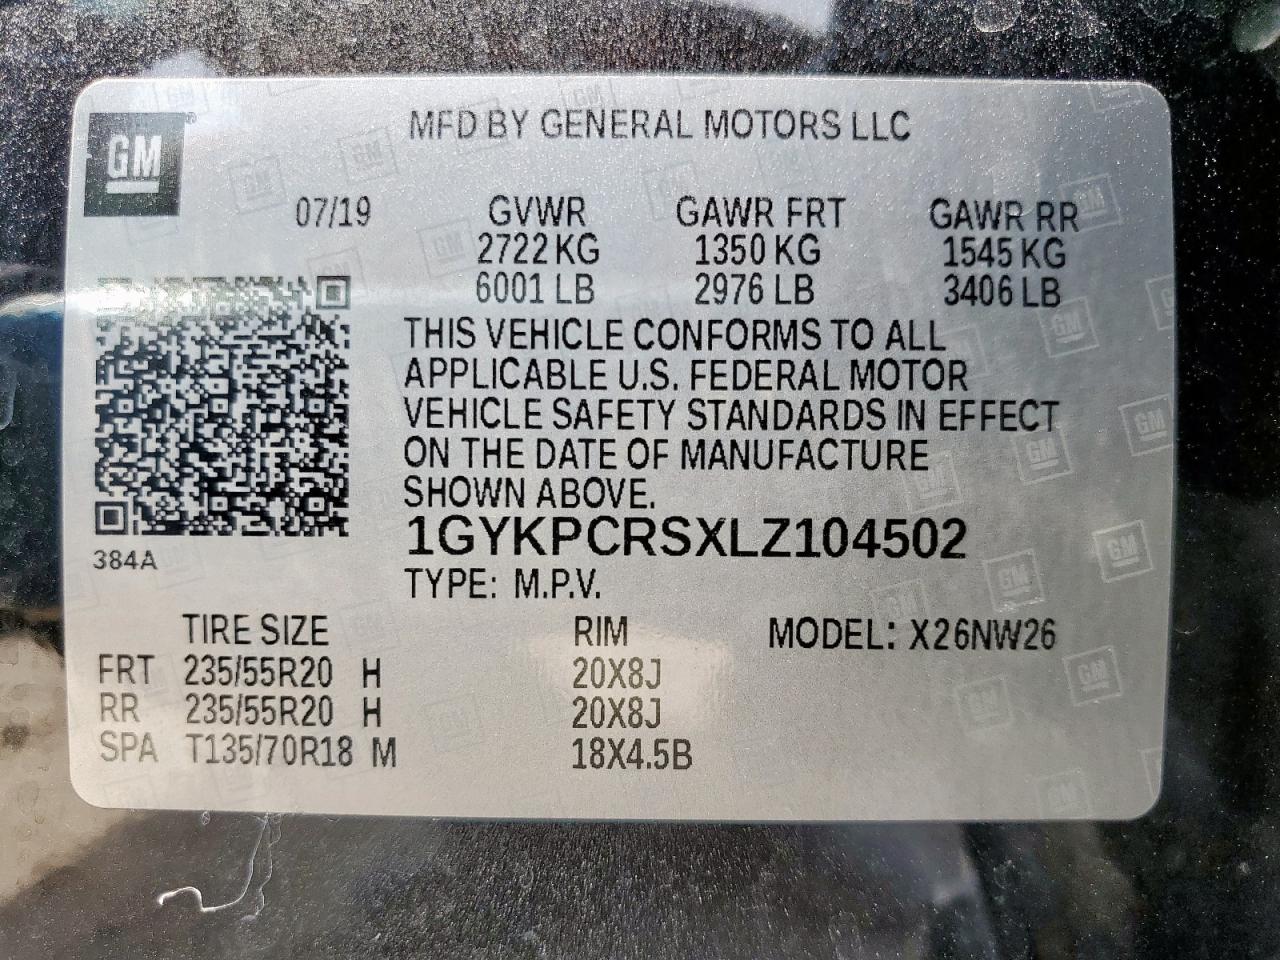 GM
MFD BY GENERAL MOTORS LLC
07/19 GVWR GAWR FRT GAWR RR
2722 KG 1350 KG 1545 KG
6001 LB 2976 LB 3406 LB
THIS VEHICLE CONFORMS TO ALL
APPLICABLE U.S. FEDERAL MOTOR
VEHICLE SAFETY STANDARDS IN EFFECT
ON THE DATE OF MANUFACTURE
SHOWN ABOVE.
1GYKPCRSXLZ104502
384A
TYPE: M.P.V.
TIRE SIZE RIM MODEL: X26NW26
FRT 235/55R20 H 20X8J
RR 235/55R20 H 20X8J
SPA T135/70R18 M 18X4.5B